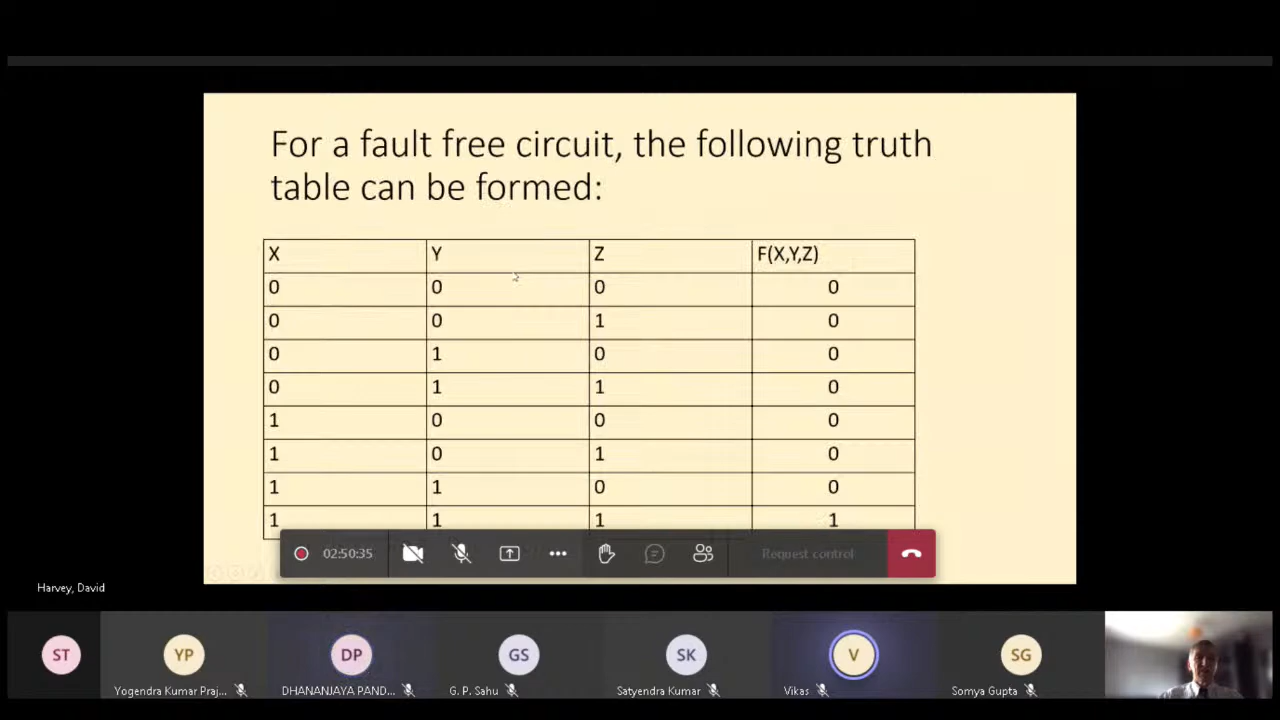 For a fault free circuit, the following truth
table can be formed:
X Y Z F(X,Y,Z)
0 0 0 0
0 0 1 0
0 1 0 0
0 1 1 0
1 0 0 0
1 0 1 0
1 1 0 0
1 1 1 1
02:50:35 Request control
Harvey, David
ST YP DP GS SK V SG
Yogendra Kumar Praj... DHANANJAYA PAND... G. P. Sahu Satyendra Kumar Vikas Somya Gupta